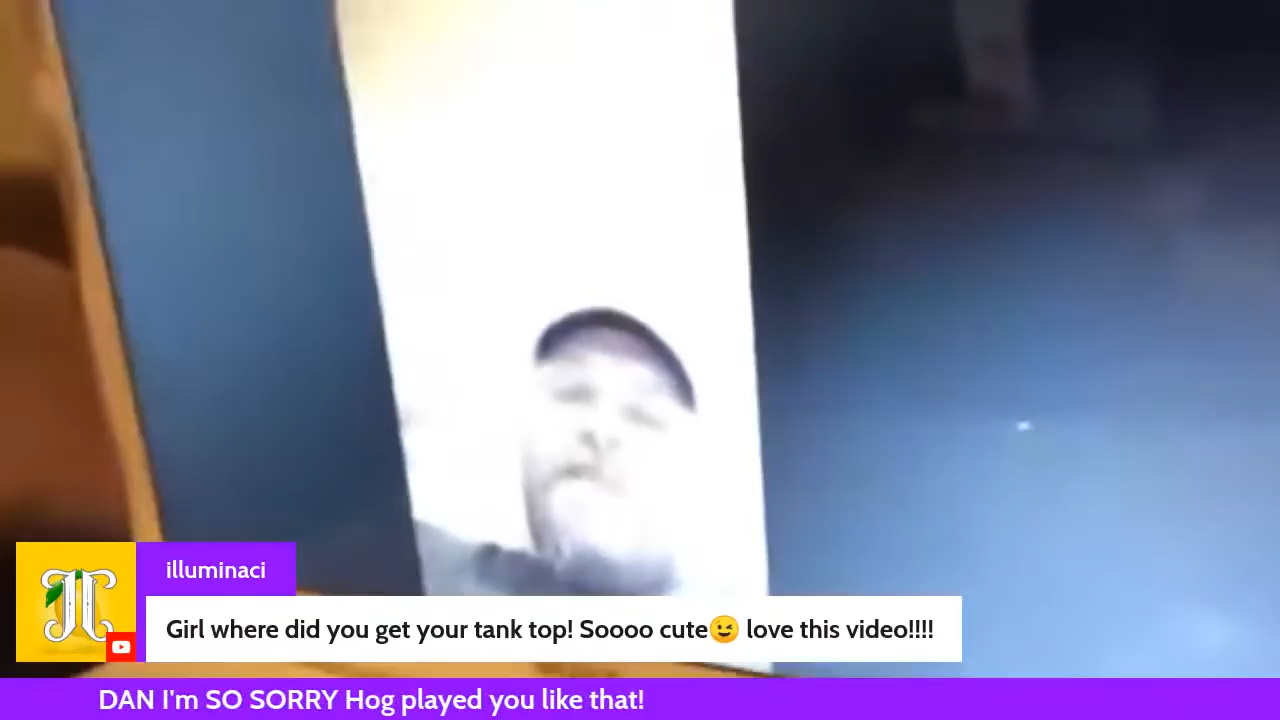 illuminaci
Girl where did you get your tank top! Soooo cute😉 love this video!!!!
DAN I'm SO SORRY Hog played you like that!